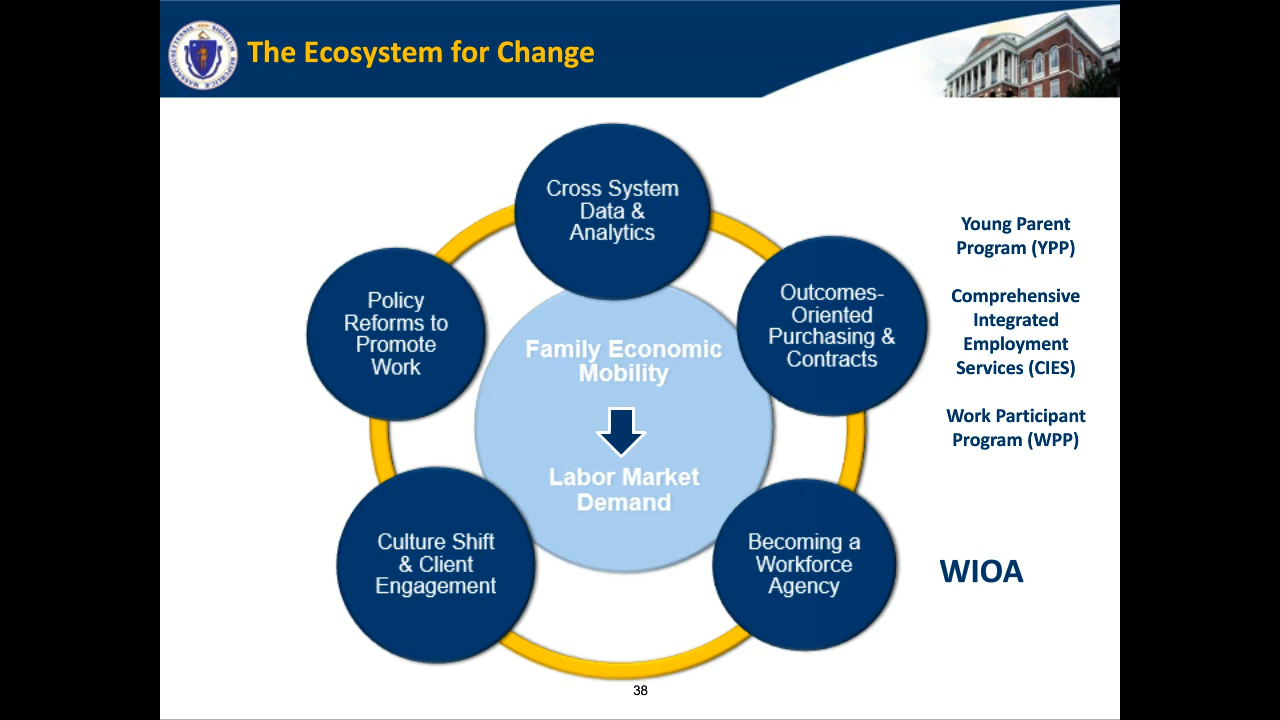 The Ecosystem for Change
Cross System
Data &
Analytics
Policy
Reforms to
Promote
Work
Outcomes-
Oriented
Purchasing &
Contracts
Young Parent
Program (YPP)
Comprehensive
Integrated
Employment
Services (CIES)
Work Participant
Program (WPP)
Family Economic
Mobility
Labor Market
Demand
Culture Shift
& Client
Engagement
Becoming a
Workforce
Agency
WIOA
38